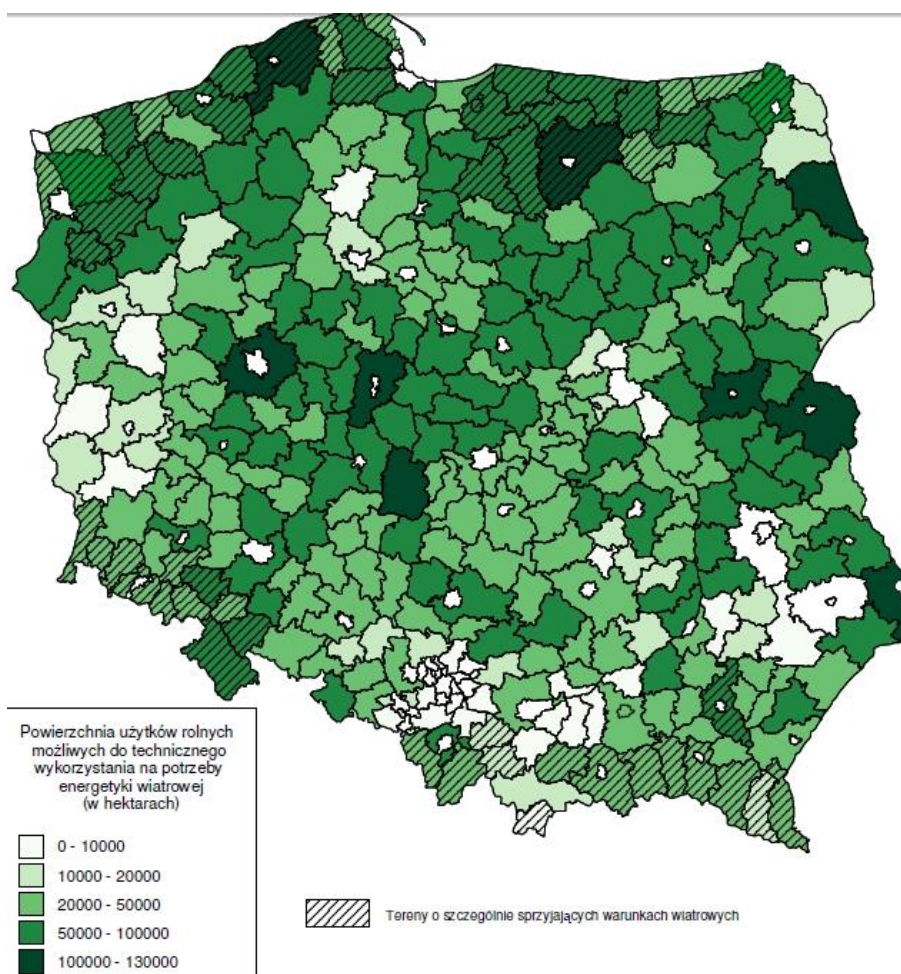 Powierzchnia użytków rolnych
możliwych do technicznego
wykorzystania na potrzeby
energetyki wiatrowej
(w hektarach)
0 - 10000
10000 - 20000
20000 - 50000
50000 - 100000
100000 - 130000
Tereny o szczególnie sprzyjających warunkach wiatrowych